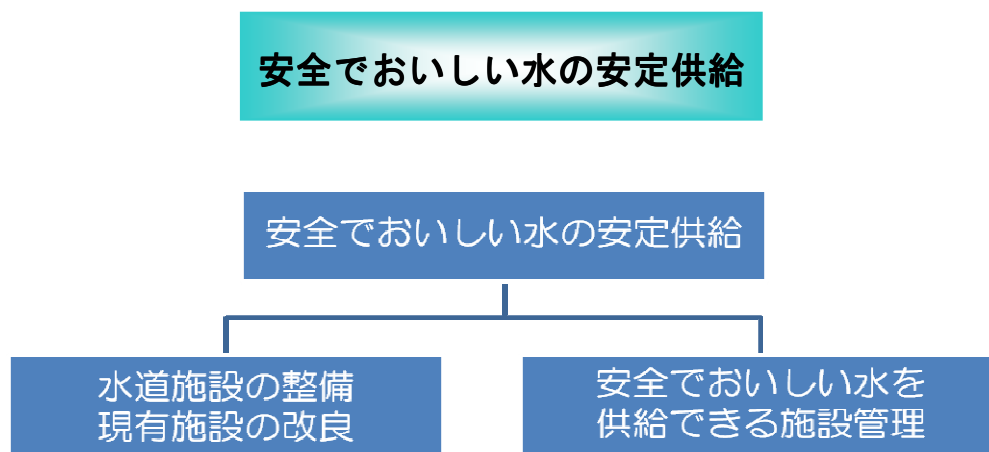 安全でおいしい水の安定供給
安全でおいしい水の安定供給
水道施設の整備
現有施設の改良
安全でおいしい水を
供給できる施設管理